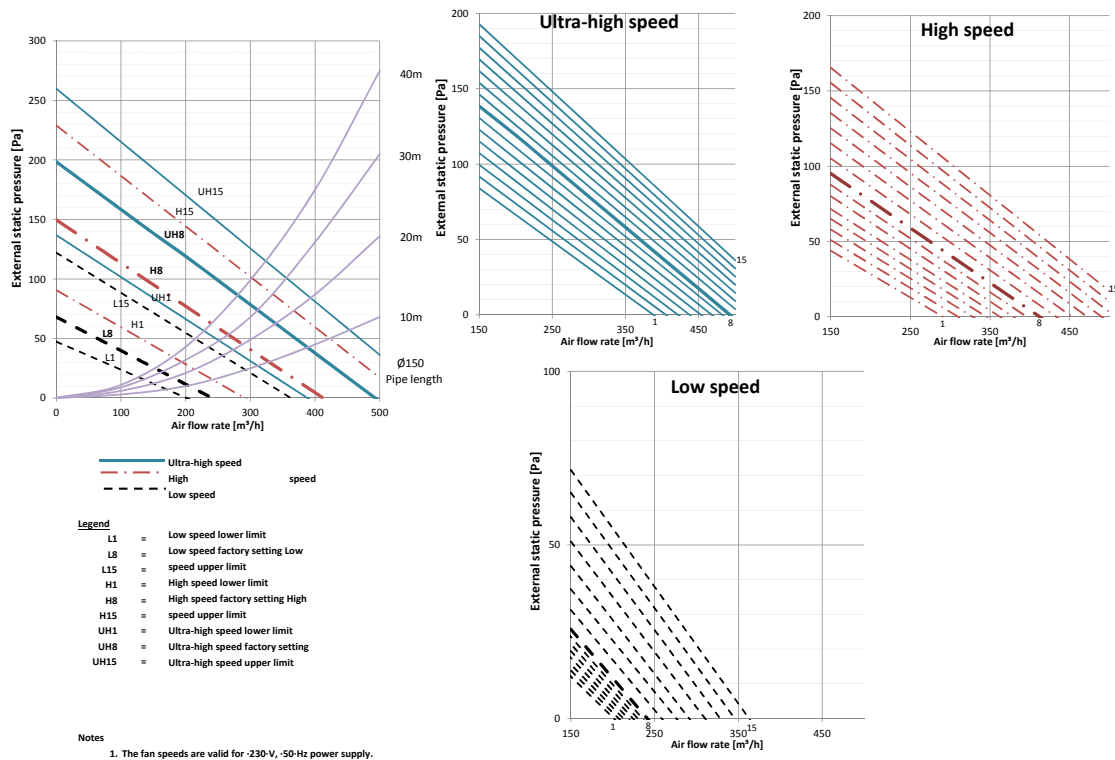 300
250
200
150
100
50
0
External static pressure [Pa]
0 100 200 300 400 500
Air flow rate [m³/h]
40m
30m
20m
10m
Ø150
Pipe length
UH15
H15
UH8
H8
UH1
L15
H1
L8
L1
Ultra-high speed
200
150
100
50
0
External static pressure [Pa]
15
150 250 350 1 450 8
Air flow rate [m³/h]
High speed
200
150
100
50
0
External static pressure [Pa]
15
150 250 1 350 8 450
Air flow rate [m³/h]
Low speed
100
50
0
External static pressure [Pa]
150 1 8 250 350 15 450
Air flow rate [m³/h]
Ultra-high speed
High speed
Low speed
Legend
L1 = Low speed lower limit
L8 = Low speed factory setting Low
L15 = speed upper limit
H1 = High speed lower limit
H8 = High speed factory setting High
H15 = speed upper limit
UH1 = Ultra-high speed lower limit
UH8 = Ultra-high speed factory setting
UH15 = Ultra-high speed upper limit
Notes
1. The fan speeds are valid for ·230·V, ·50·Hz power supply.